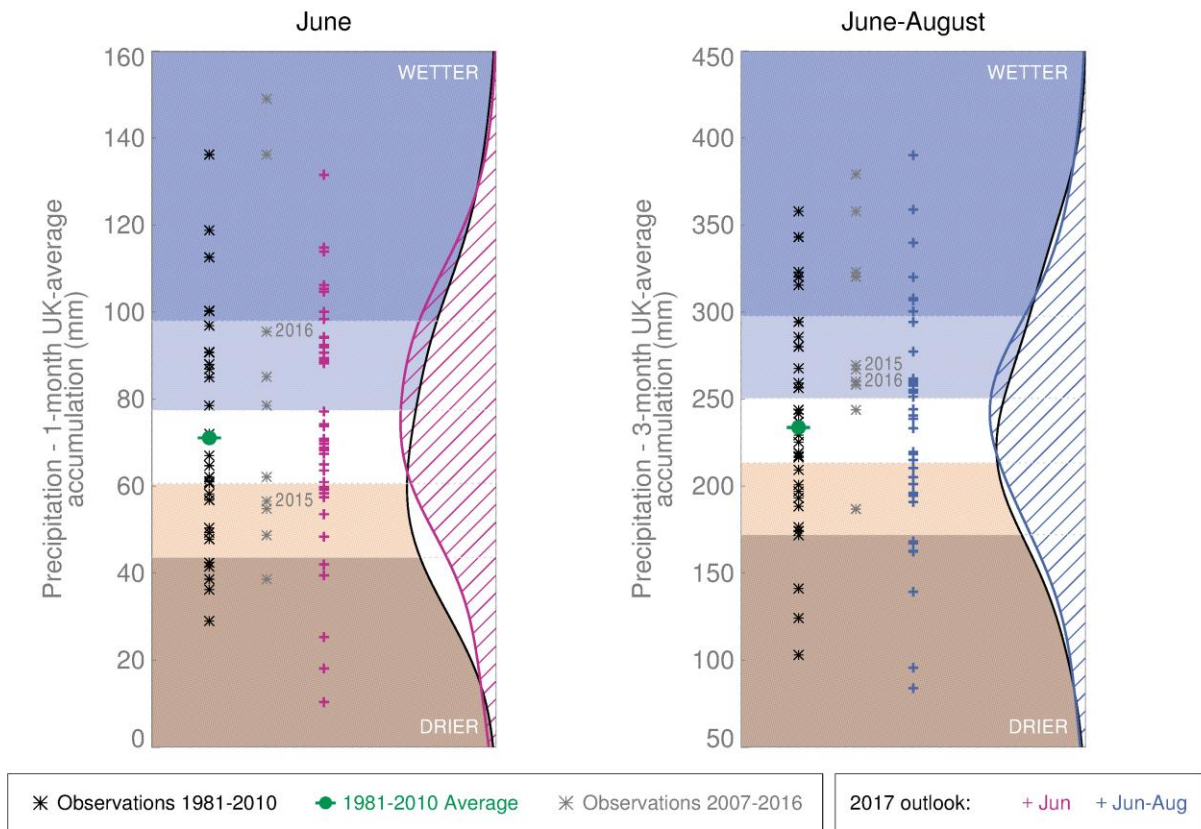 June
June-August
Precipitation - 1-month UK-average
accumulation (mm)
160
140
120
100
80
60
40
20
0
WETTER
2016
2015
DRIER
Precipitation - 3-month UK-average
accumulation (mm)
450
400
350
300
250
200
150
100
50
WETTER
2015
2016
DRIER
Observations 1981-2010
1981-2010 Average
Observations 2007-2016
2017 outlook:
+ Jun
+ Jun-Aug